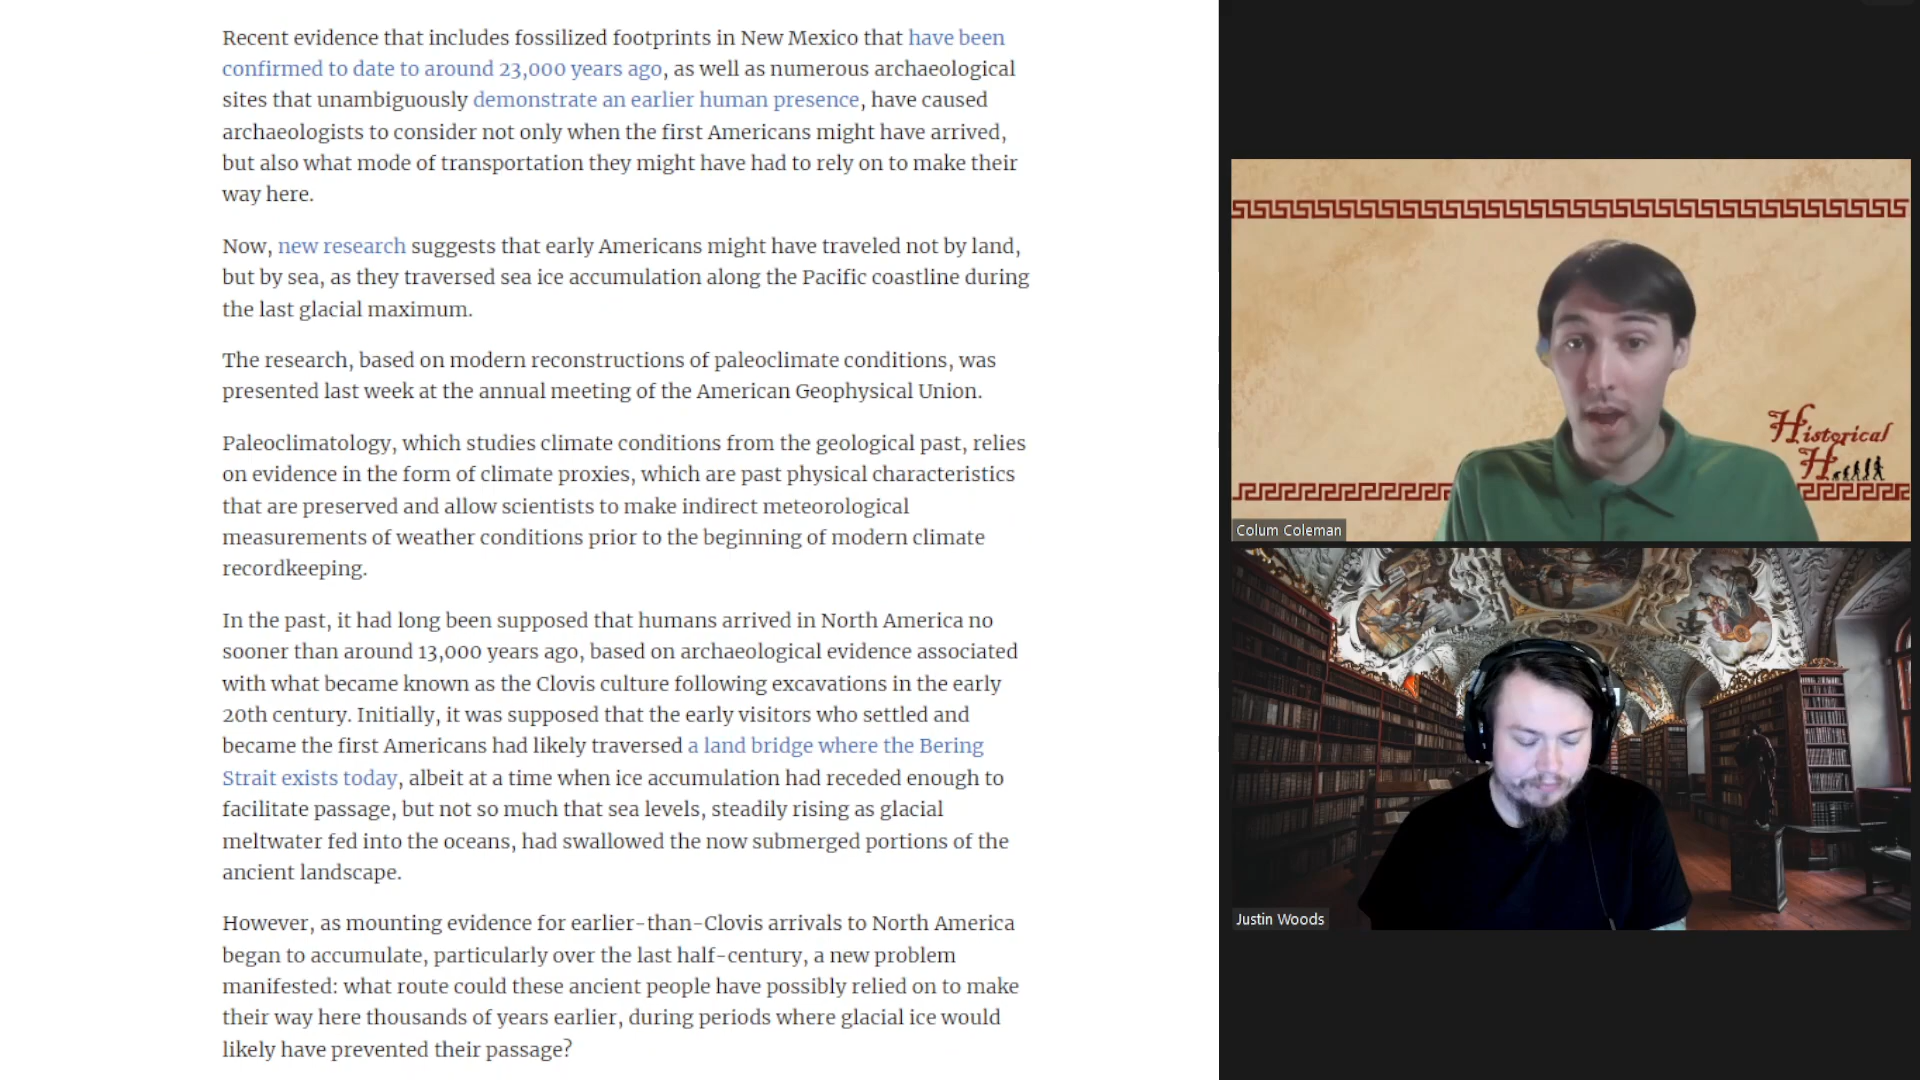 Recent evidence that includes fossilized footprints in New Mexico that have been
confirmed to date to around 23,000 years ago, as well as numerous archaeological
sites that unambiguously demonstrate an earlier human presence, have caused
archaeologists to consider not only when the first Americans might have arrived,
but also what mode of transportation they might have had to rely on to make their
way here.
Now, new research suggests that early Americans might have traveled not by land,
but by sea, as they traversed sea ice accumulation along the Pacific coastline during
the last glacial maximum.
The research, based on modern reconstructions of paleoclimate conditions, was
presented last week at the annual meeting of the American Geophysical Union.
Paleoclimatology, which studies climate conditions from the geological past, relies
on evidence in the form of climate proxies, which are past physical characteristics
that are preserved and allow scientists to make indirect meteorological
measurements of weather conditions prior to the beginning of modern climate
recordkeeping.
In the past, it had long been supposed that humans arrived in North America no
sooner than around 13,000 years ago, based on archaeological evidence associated
with what became known as the Clovis culture following excavations in the early
20th century. Initially, it was supposed that the early visitors who settled and
became the first Americans had likely traversed a land bridge where the Bering
Strait exists today, albeit at a time when ice accumulation had receded enough to
facilitate passage, but not so much that sea levels, steadily rising as glacial
meltwater fed into the oceans, had swallowed the now submerged portions of the
ancient landscape.
However, as mounting evidence for earlier-than-Clovis arrivals to North America
began to accumulate, particularly over the last half-century, a new problem
manifested: what route could these ancient people have possibly relied on to make
their way here thousands of years earlier, during periods where glacial ice would
likely have prevented their passage?
Historical
H
Colum Coleman
Justin Woods